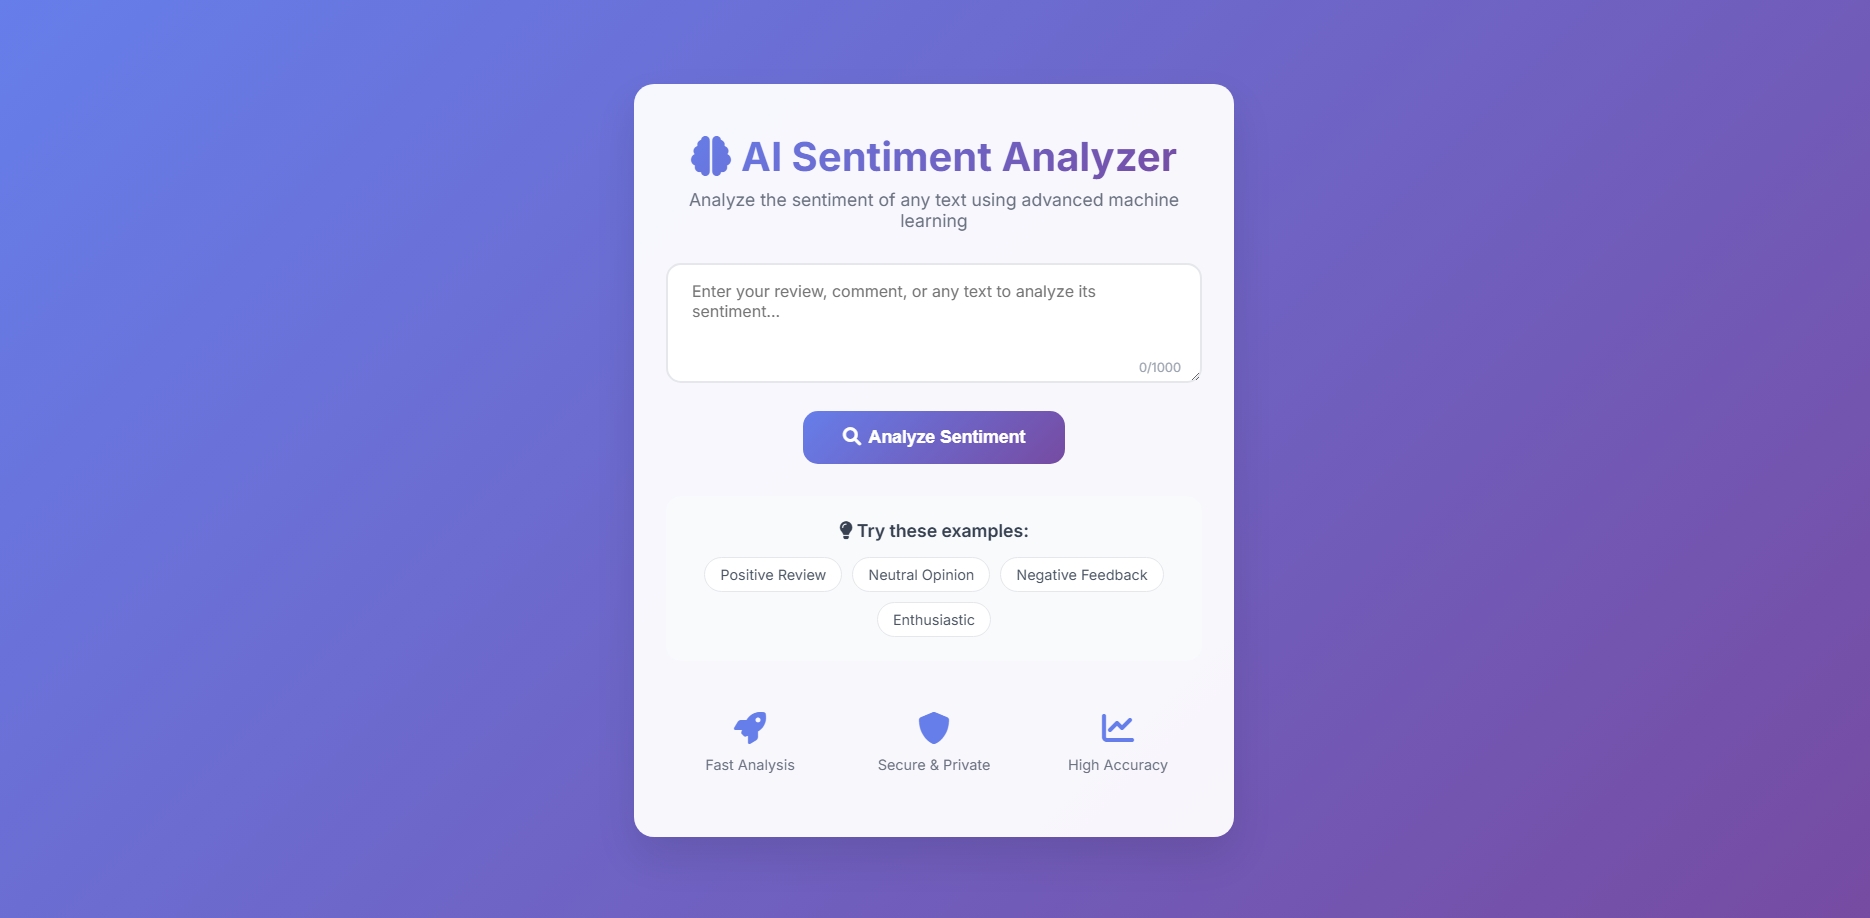 AI Sentiment Analyzer
Analyze the sentiment of any text using advanced machine
learning
Enter your review, comment, or any text to analyze its
sentiment...
0/1000
Analyze Sentiment
Try these examples:
Positive Review
Neutral Opinion
Negative Feedback
Enthusiastic
Fast Analysis
Secure & Private
High Accuracy